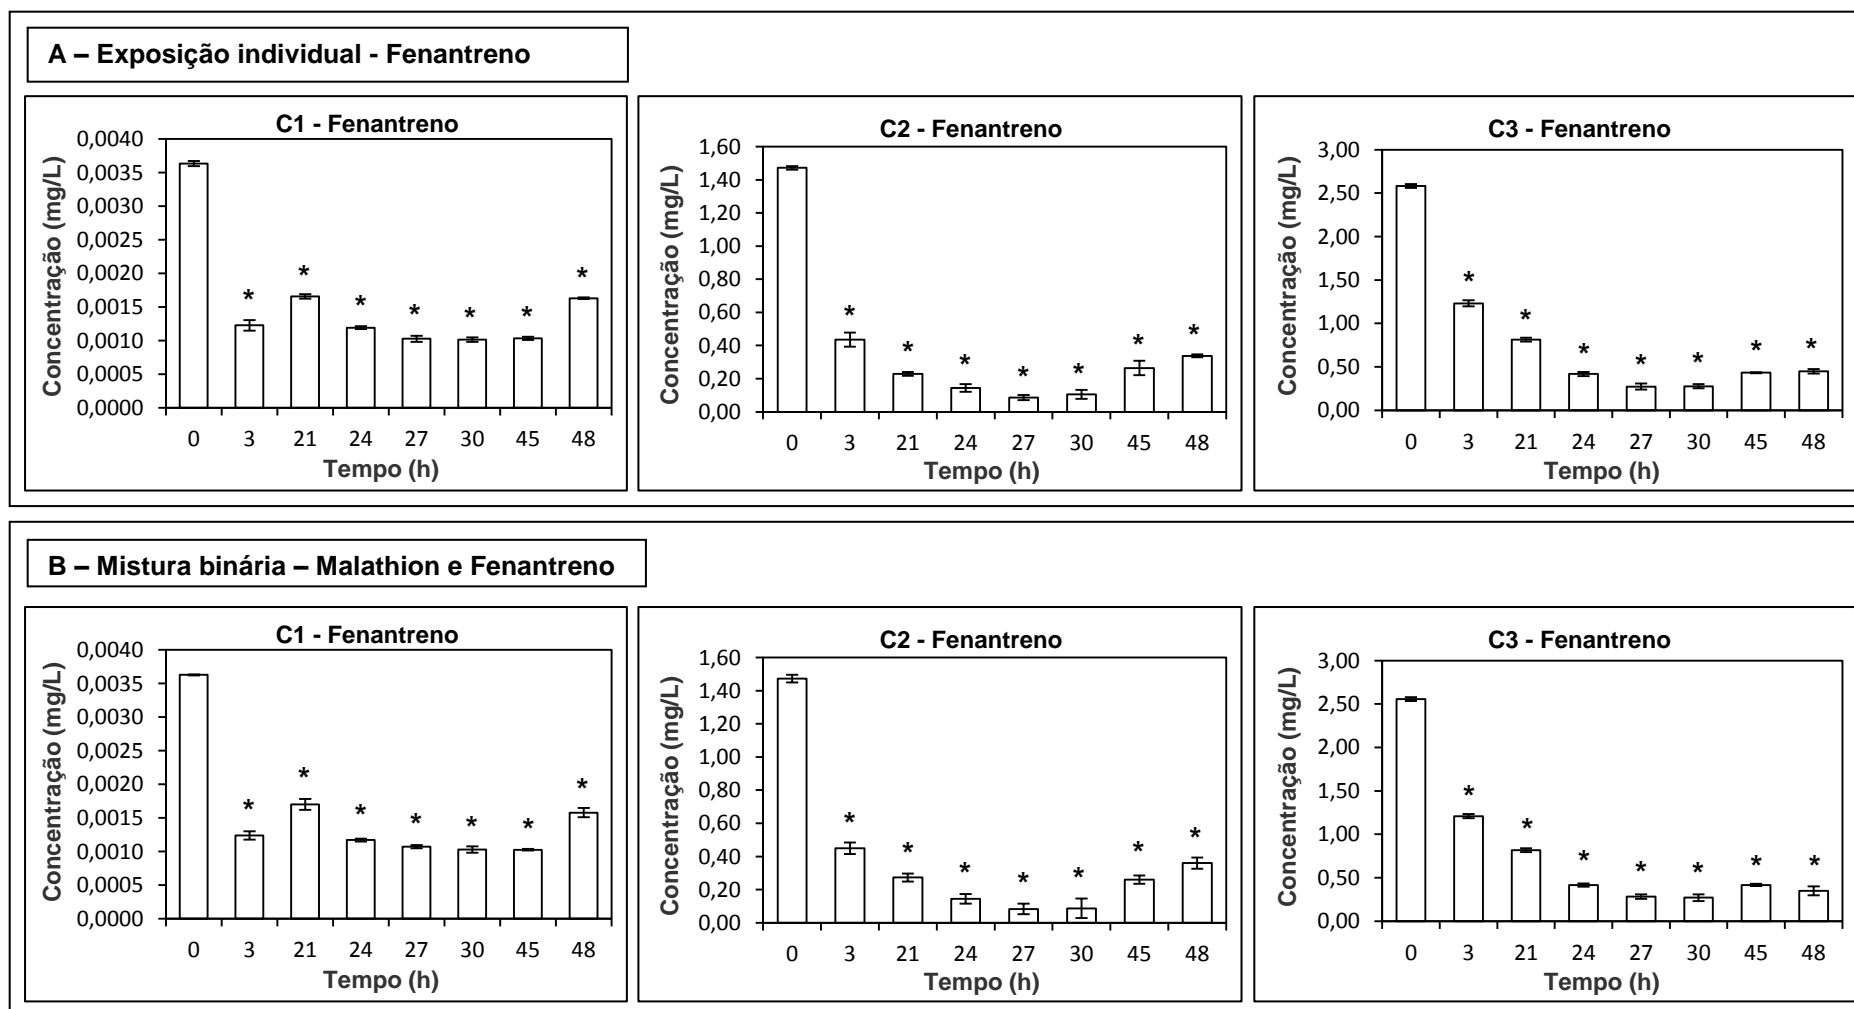 A – Exposição individual - Fenantreno
C1 - Fenantreno
Concentração (mg/L)
0,0040
0,0035
0,0030
0,0025
0,0020
0,0015
0,0010
0,0005
0,0000
* * * * * * *
0 3 21 24 27 30 45 48
Tempo (h)
C2 - Fenantreno
Concentração (mg/L)
1,60
1,40
1,20
1,00
0,80
0,60
0,40
0,20
0,00
* * * * * * *
0 3 21 24 27 30 45 48
Tempo (h)
C3 - Fenantreno
Concentração (mg/L)
3,00
2,50
2,00
1,50
1,00
0,50
0,00
* * * * * * *
0 3 21 24 27 30 45 48
Tempo (h)
B – Mistura binária – Malathion e Fenantreno
C1 - Fenantreno
Concentração (mg/L)
0,0040
0,0035
0,0030
0,0025
0,0020
0,0015
0,0010
0,0005
0,0000
* * * * * * *
0 3 21 24 27 30 45 48
Tempo (h)
C2 - Fenantreno
Concentração (mg/L)
1,60
1,40
1,20
1,00
0,80
0,60
0,40
0,20
0,00
* * * * * * *
0 3 21 24 27 30 45 48
Tempo (h)
C3 - Fenantreno
Concentração (mg/L)
3,00
2,50
2,00
1,50
1,00
0,50
0,00
* * * * * * *
0 3 21 24 27 30 45 48
Tempo (h)